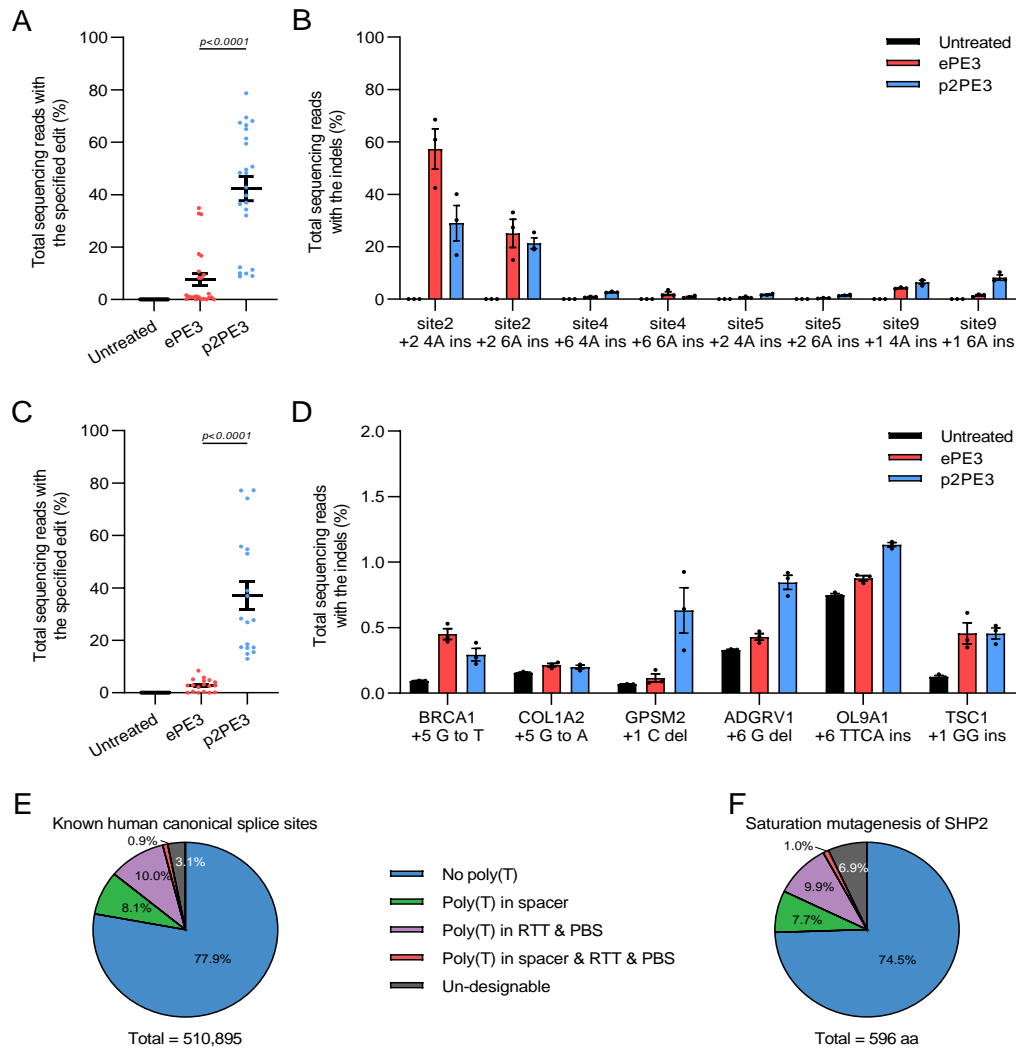 A
Total sequencing reads with
the specified edit (%)
100
80
60
40
20
0
p<0.0001
Untreated
ePE3
p2PE3
B
Total sequencing reads
with the indels (%)
100
80
60
40
20
0
Untreated
ePE3
p2PE3
site2
+2 4A ins
site2
+2 6A ins
site4
+6 4A ins
site4
+6 6A ins
site5
+2 4A ins
site5
+2 6A ins
site9
+1 4A ins
site9
+1 6A ins
C
Total sequencing reads with
the specified edit (%)
100
80
60
40
20
0
p<0.0001
Untreated
ePE3
p2PE3
D
Total sequencing reads
with the indels (%)
2.0
1.5
1.0
0.5
0.0
Untreated
ePE3
p2PE3
BRCA1
+5 G to T
COL1A2
+5 G to A
GPSM2
+1 C del
ADGRV1
+6 G del
OL9A1
+6 TTCA ins
TSC1
+1 GG ins
E
Known human canonical splice sites
0.9%
3.1%
10.0%
8.1%
77.9%
Total = 510,895
No poly(T)
Poly(T) in spacer
Poly(T) in RTT & PBS
Poly(T) in spacer & RTT & PBS
Un-designable
F
Saturation mutagenesis of SHP2
1.0%
6.9%
9.9%
7.7%
74.5%
Total = 596 aa